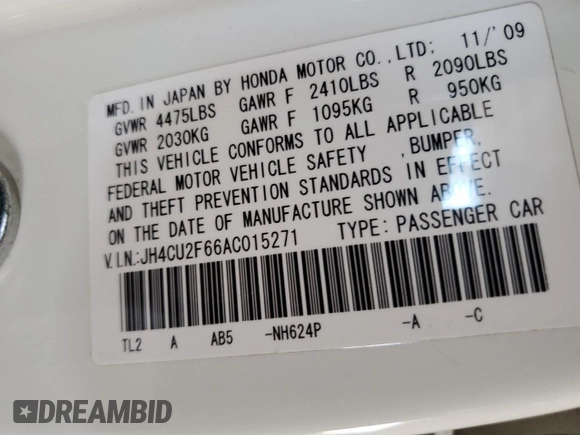 MFD. IN JAPAN BY HONDA MOTOR CO.,LTD: 11/'09
GVWR 4475LBS GAWR F 2410LBS R 2090LBS
GVWR 2030KG GAWR F 1095KG R 950KG
THIS VEHICLE CONFORMS TO ALL APPLICABLE
FEDERAL MOTOR VEHICLE SAFETY ,BUMPER,
AND THEFT PREVENTION STANDARDS IN EFFECT
ON THE DATE OF MANUFACTURE SHOWN ABOVE.
V.I.N.:JH4CU2F66AC015271 TYPE: PASSENGER CAR
TL2 A AB5 -NH624P -A -C
DREAMBID